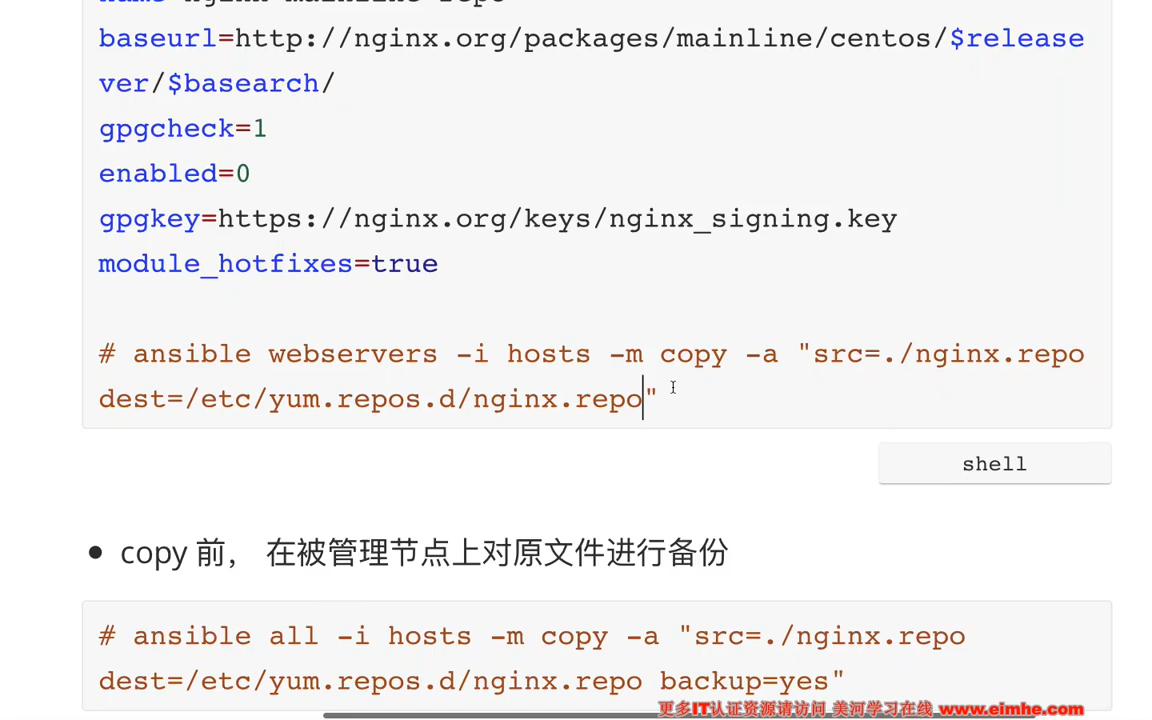 baseurl=http://nginx.org/packages/mainline/centos/$release
ver/$basearch/
gpgcheck=1
enabled=0
gpgkey=https://nginx.org/keys/nginx_signing.key
module_hotfixes=true
# ansible webservers -i hosts -m copy -a "src=./nginx.repo
dest=/etc/yum.repos.d/nginx.repo"
shell
copy 前， 在被管理节点上对原文件进行备份
# ansible all -i hosts -m copy -a "src=./nginx.repo
dest=/etc/yum.repos.d/nginx.repo backup=yes"
更多IT认证资源请访问 美河学习在线 www.eimhe.com